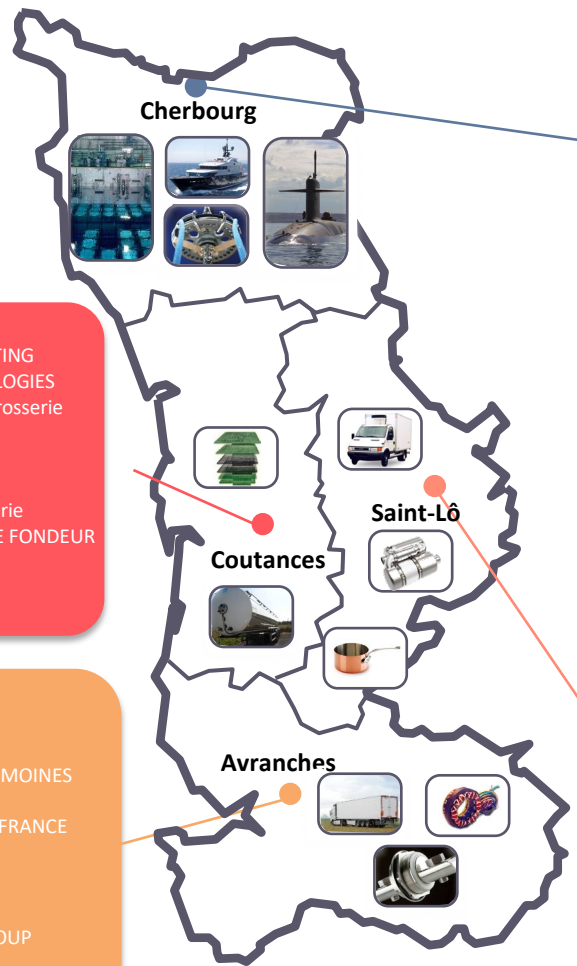 Cherbourg
TING
LOGIES
rosserie
rie
E FONDEUR
Saint-Lô
Coutances
MOINES
FRANCE
OUP
Avranches